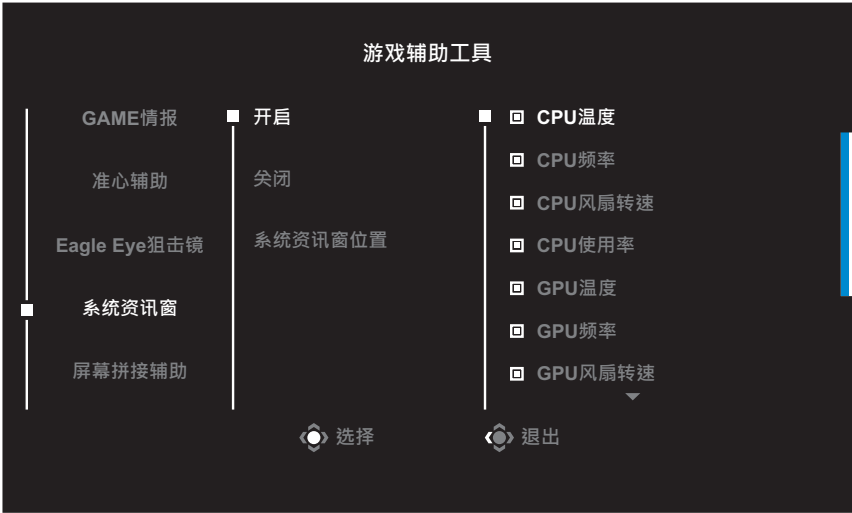 游戏辅助工具
GAME情报
准心辅助
Eagle Eye狙击镜
系统资讯窗
屏幕拼接辅助
开启
关闭
系统资讯窗位置
CPU温度
CPU频率
CPU风扇转速
CPU使用率
GPU温度
GPU频率
GPU风扇转速
选择
退出